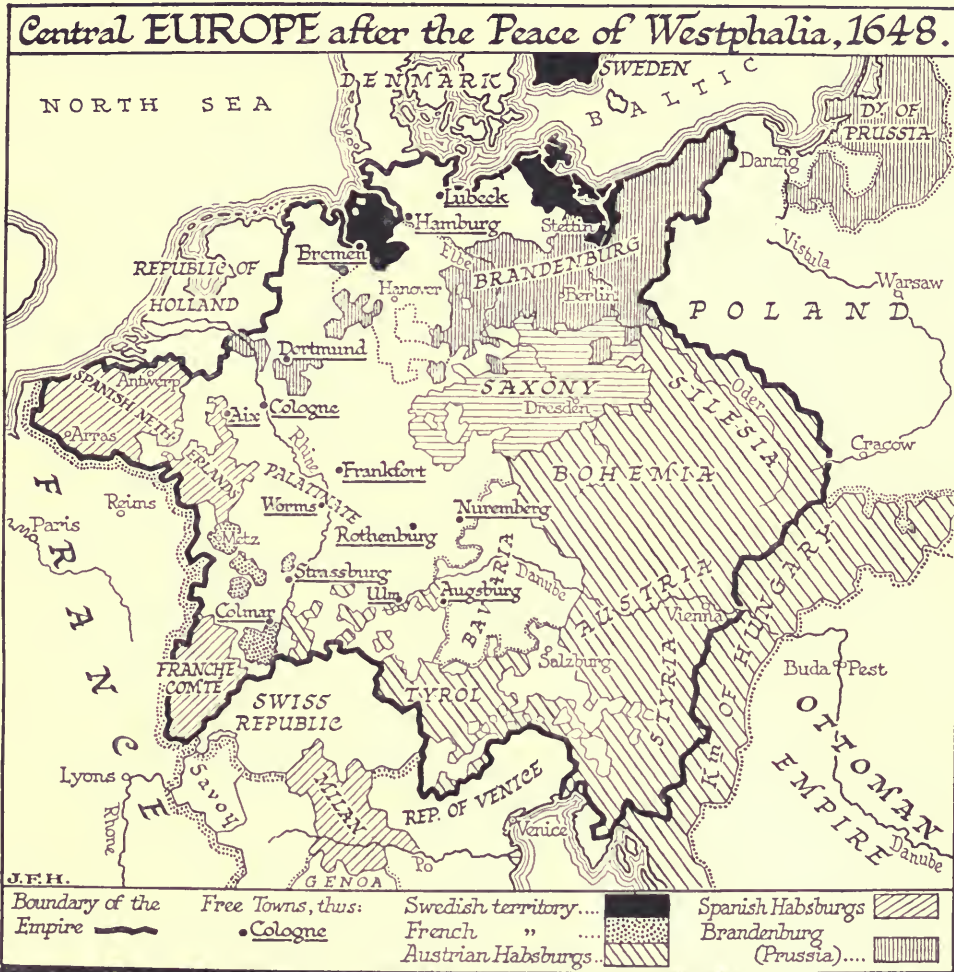 Central EUROPE after the Peace of Westphalia, 1648.
NORTH SEA
DENMARK
SWEDEN
BALTIC
DY. OF
PRUSSIA
Danzig
Lübeck
Hamburg
Stettin
Bremen
Elbe
BRANDENBURG
Vistula
REPUBLIC OF
HOLLAND
Hanover
Berlin
Warsaw
POLAND
Dortmund
SPANISH NETH
ERLANDS
Antwerp
SAXONY
Dresden
SILESIA
Oder
Aix
Cologne
Arras
Rhine
Cracow
Frankfort
BOHEMIA
PALATINATE
FRANCE
Reims
Worms
Nuremberg
Paris
Metz
Rothenburg
Strassburg
Ulm
Augsburg
BAVARIA
Danube
AUSTRIA
Vienna
Colmar
Salzburg
STYRIA
Km OF HUNGARY
Buda
Pest
FRANCHE
COMTE
SWISS
REPUBLIC
TYROL
OTTOMAN
EMPIRE
Lyons
Savoy
MILAN
REP. OF VENICE
Venice
Rhone
Po
Danube
GENOA
J.F.H.
Boundary of the
Empire
Free Towns, thus:
Cologne
Swedish territory....
French " ....
Austrian Habsburgs..
Spanish Habsburgs
Brandenburg
(Prussia)....